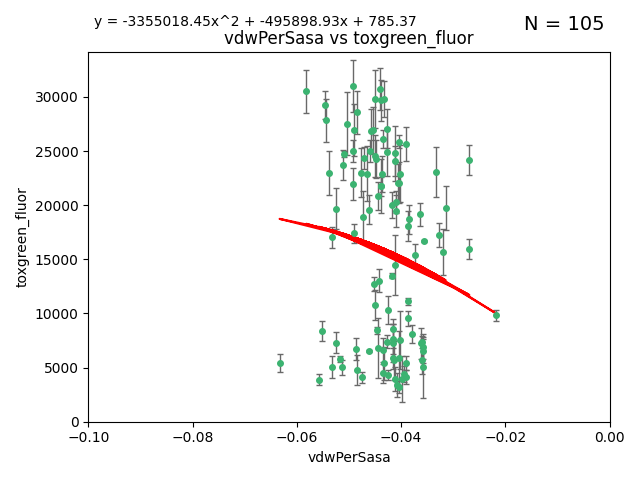 y = -3355018.45x^2 + -495898.93x + 785.37
N = 105
vdwPerSasa vs toxgreen_fluor
toxgreen_fluor
30000
25000
20000
15000
10000
5000
0
−0.10
−0.08
−0.06
−0.04
−0.02
0.00
vdwPerSasa